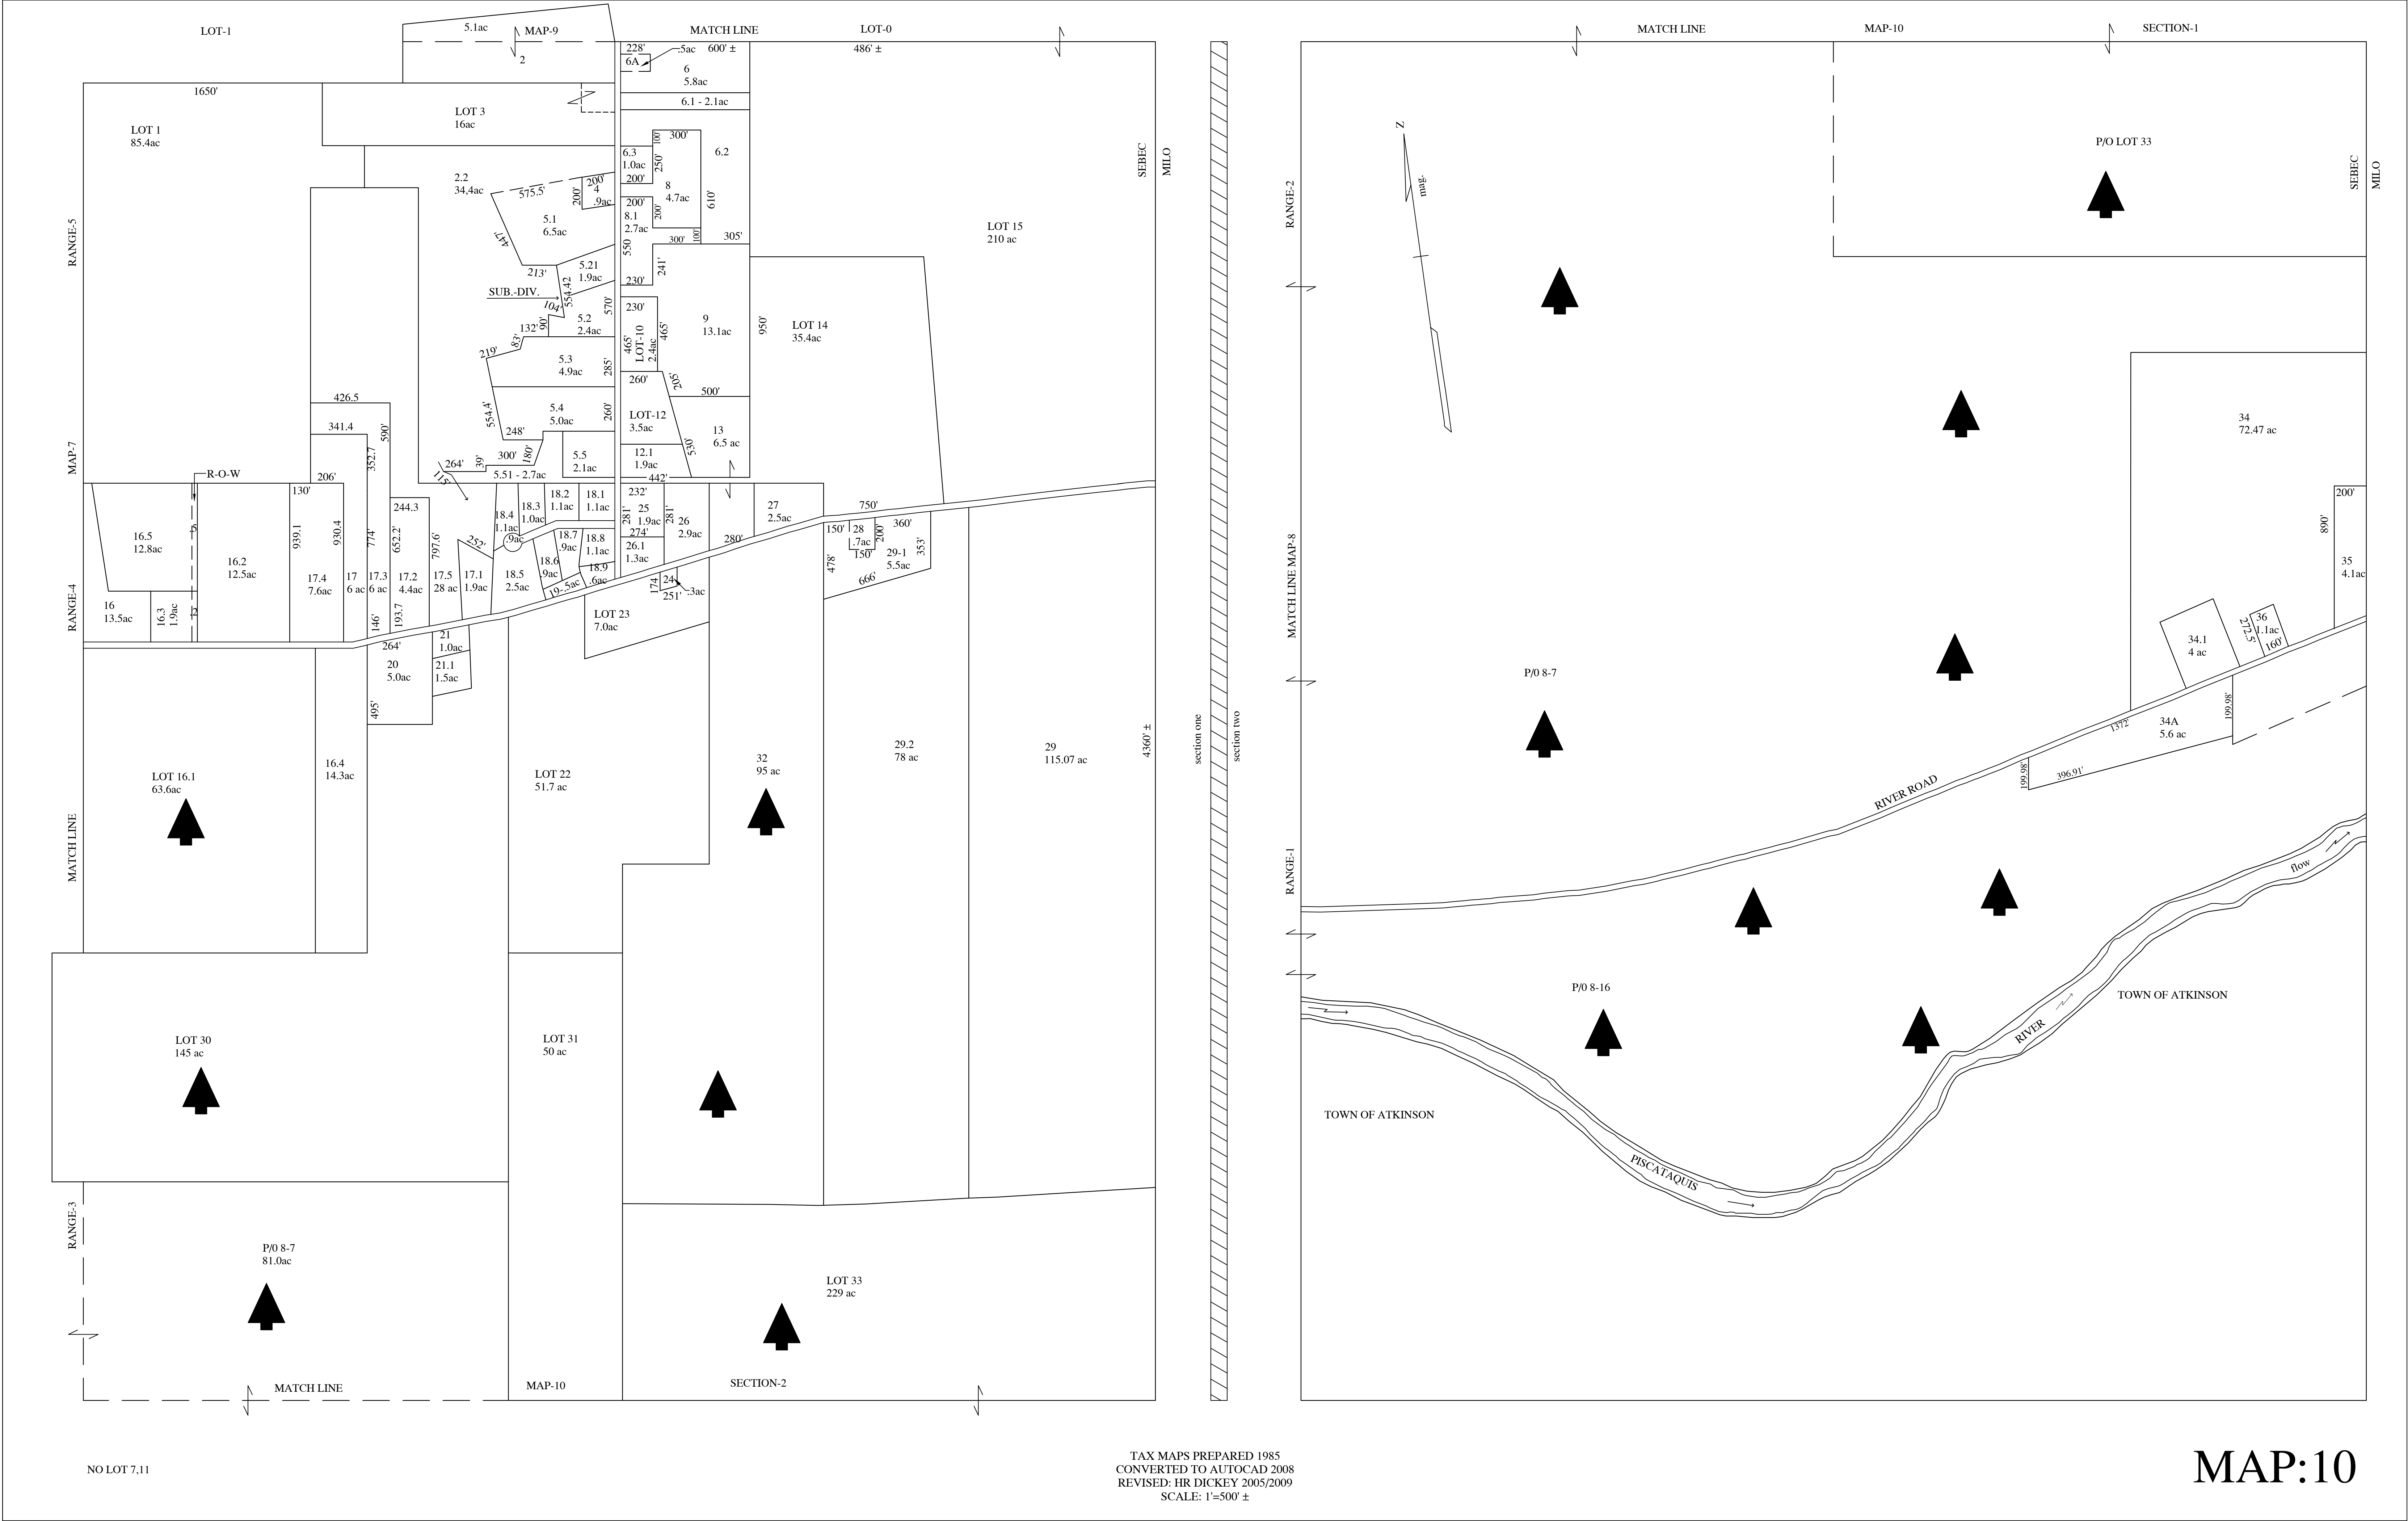 LOT-1
5.1ac
MAP-9
2
MATCH LINE
LOT-0
228'
.5ac
600' ±
486' ±
6A
6
5.8ac
6.1 - 2.1ac
1650'
LOT 1
85.4ac
LOT 3
16ac
300'
100'
6.2
6.3
1.0ac
250'
200'
8
4.7ac
610'
2.2
34,4ac
575.5'
200'
200'
4
.9ac
200'
8.1
2.7ac
200'
5.1
6.5ac
447'
550
300'
100'
305'
213'
5.21
1.9ac
241'
230'
SUB.-DIV.
554.42
104'
570'
230'
5.2
2.4ac
90'
132'
83'
LOT-10
2.4ac
465'
465'
9
13.1ac
950'
LOT 14
35.4ac
LOT 15
210 ac
SEBEC
MILO
219'
5.3
4.9ac
285'
260'
205'
500'
554.4'
5.4
5.0ac
260'
LOT-12
3.5ac
13
6.5 ac
530'
248'
300'
180'
39'
264'
115'
5.5
2.1ac
12.1
1.9ac
5.51 - 2.7ac
442'
RANGE-5
MAP-7
RANGE-4
MATCH LINE
RANGE-3
426.5
341.4
590'
352.7
R-O-W
206'
130'
244.3
16.5
12.8ac
.5
16.2
12.5ac
939.1
930.4
774'
652.2'
797.6'
252'
16
13.5ac
16.3
1.9ac
.2
17.4
7.6ac
17
6 ac
17.3
6 ac
17.2
4.4ac
17.5
28 ac
17.1
1.9ac
146'
193.7
18.4
1.1ac
18.3
1.0ac
18.2
1.1ac
18.1
1.1ac
.9ac
18.7
.9ac
18.8
1.1ac
18.6
.9ac
18.5
2.5ac
18.9
.6ac
19-.5ac
232'
281'
25
1.9ac
281'
274'
26
2.9ac
26.1
1.3ac
280'
27
2.5ac
750'
150'
28
.7ac
200'
360'
150'
29-1
5.5ac
353'
478'
666'
174
24
.3ac
251'
LOT 23
7.0ac
264'
20
5.0ac
21
1.0ac
21.1
1.5ac
495'
LOT 16.1
63.6ac
16.4
14.3ac
LOT 22
51.7 ac
32
95 ac
29.2
78 ac
29
115.07 ac
4360' ±
LOT 30
145 ac
LOT 31
50 ac
P/0 8-7
81.0ac
LOT 33
229 ac
MATCH LINE
MAP-10
SECTION-2
section one
section two
MATCH LINE
MAP-10
SECTION-1
RANGE-2
MATCH LINE MAP-8
RANGE-1
Z
mag-
P/O LOT 33
SEBEC
MILO
34
72.47 ac
200'
890'
35
4.1ac
34.1
4 ac
36
1.1ac
272.5'
160'
P/0 8-7
199.98'
34A
5.6 ac
1372'
199.98'
396.91'
RIVER ROAD
flow
P/0 8-16
TOWN OF ATKINSON
RIVER
TOWN OF ATKINSON
PISCATAQUIS
NO LOT 7,11
TAX MAPS PREPARED 1985
CONVERTED TO AUTOCAD 2008
REVISED: HR DICKEY 2005/2009
SCALE: 1'=500' ±
MAP:10